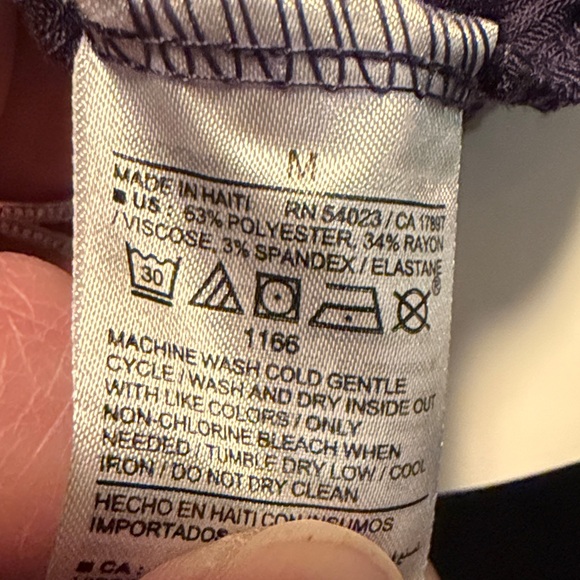 M
MADE IN HAITI RN 54023 / CA 17897
■ US: 63% POLYESTER, 34% RAYON
/ VISCOSE, 3% SPANDEX / ELASTANE
®
30
1166
MACHINE WASH COLD GENTLE
CYCLE / WASH AND DRY INSIDE OUT
WITH LIKE COLORS / ONLY
NON-CHLORINE BLEACH WHEN
NEEDED / TUMBLE DRY LOW / COOL
IRON / DO NOT DRY CLEAN
HECHO EN HAITI CON INSUMOS
IMPORTADOS
■ CA: